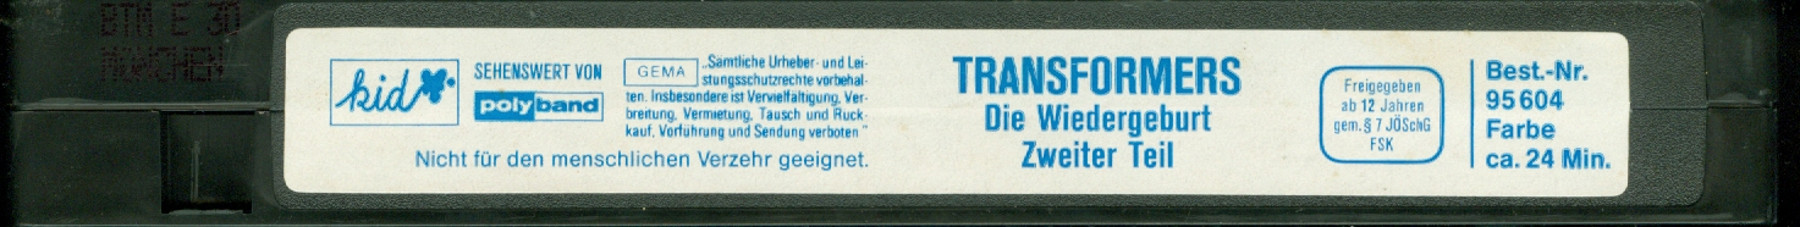 BTM E 30
MÜNCHEN
kid
SEHENSWERT VON
polyband
GEMA
„Sämtliche Urheber- und Lei-
stungsschutzrechte vorbehal-
ten. Insbesondere ist Vervielfältigung, Ver-
breitung, Vermietung, Tausch und Rück-
kauf, Vorführung und Sendung verboten"
Nicht für den menschlichen Verzehr geeignet.
TRANSFORMERS
Die Wiedergeburt
Zweiter Teil
Freigegeben
ab 12 Jahren
gem. § 7 JÖSchG
FSK
Best.-Nr.
95 604
Farbe
ca. 24 Min.